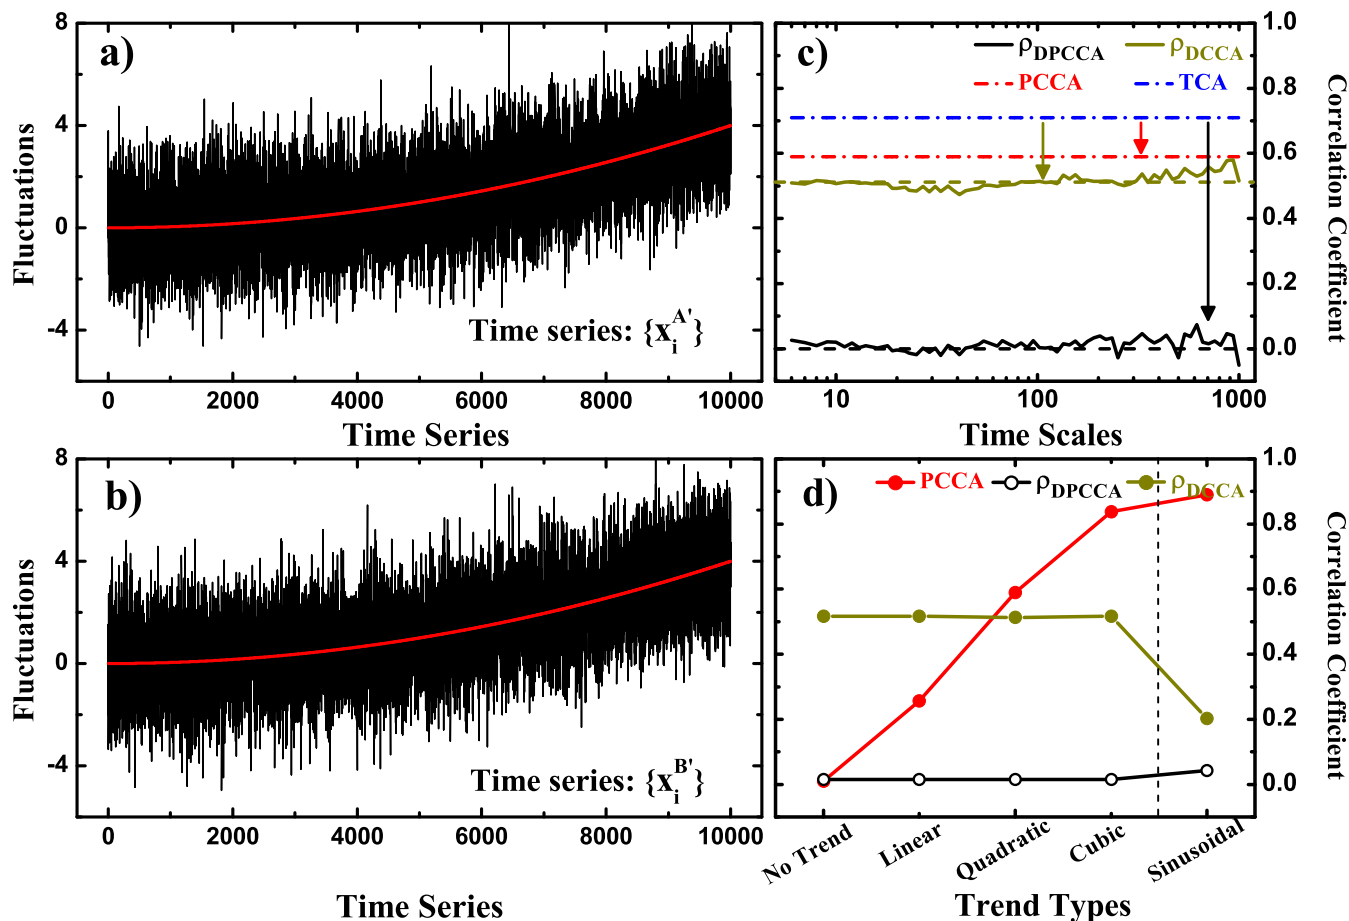 a)
Fluctuations
8
4
0
-4
0 2000 4000 6000 8000 10000
Time series: {x_i^A'}
Time Series
c)
ρ_DPCCA ρ_DCCA
PCCA TCA
1.0
0.8
0.6
0.4
0.2
0.0
10 100 1000
Time Scales
Correlation Coefficient
b)
Fluctuations
8
4
0
-4
0 2000 4000 6000 8000 10000
Time series: {x_i^B'}
Time Series
d)
PCCA ρ_DPCCA ρ_DCCA
1.0
0.8
0.6
0.4
0.2
0.0
No Trend Linear Quadratic Cubic Sinusoidal
Trend Types
Correlation Coefficient